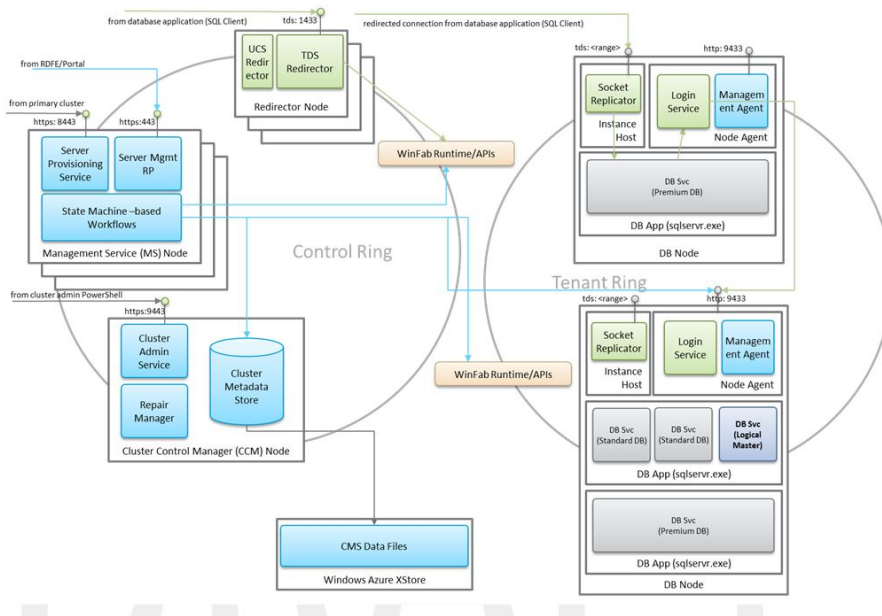 from database application (SQL Client)
tds: 1433
redirected connection from database application (SQL Client)
UCS
Redir
ector
TDS
Redirector
Redirector Node
from RDFE/Portal
from primary cluster
https: 8443
https:443
Server
Provisioning
Service
Server Mgmt
RP
State Machine –based
Workflows
Management Service (MS) Node
WinFab Runtime/APIs
Control Ring
from cluster admin PowerShell
https:9443
Cluster
Admin
Service
Repair
Manager
Cluster
Metadata
Store
Cluster Control Manager (CCM) Node
WinFab Runtime/APIs
CMS Data Files
Windows Azure XStore
tds: <range>
http: 9433
Socket
Replicator
Instance
Host
Login
Service
Managem
ent Agent
Node Agent
DB Svc
(Premium DB)
DB App (sqlservr.exe)
DB Node
Tenant Ring
tds: <range>
http: 9433
Socket
Replicator
Instance
Host
Login
Service
Managem
ent Agent
Node Agent
DB Svc
(Standard DB)
DB Svc
(Standard DB)
DB Svc
(Logical
Master)
DB App (sqlservr.exe)
DB Svc
(Premium DB)
DB App (sqlservr.exe)
DB Node